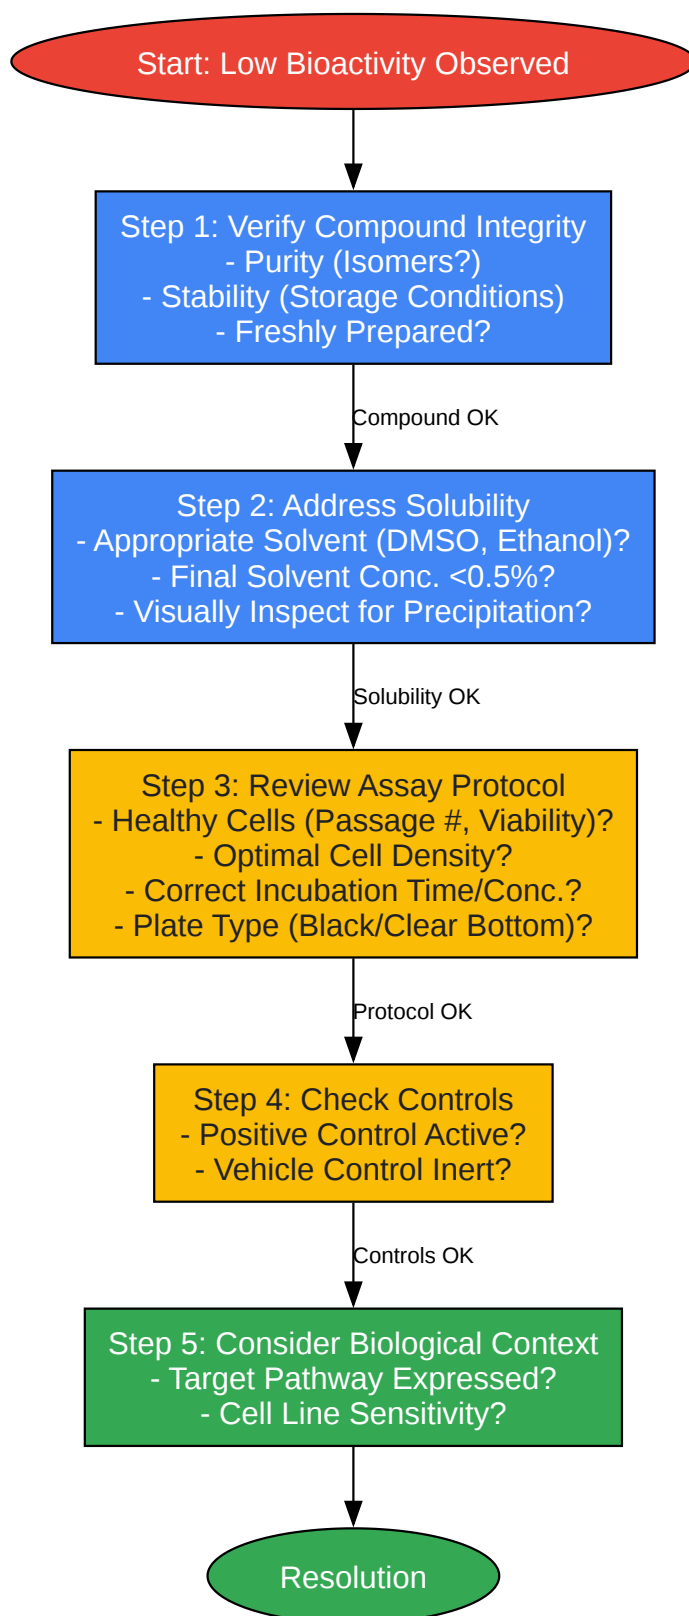 Start: Low Bioactivity Observed
Step 1: Verify Compound Integrity
- Purity (Isomers?)
- Stability (Storage Conditions)
- Freshly Prepared?
Compound OK
Step 2: Address Solubility
- Appropriate Solvent (DMSO, Ethanol)?
- Final Solvent Conc. <0.5%?
- Visually Inspect for Precipitation?
Solubility OK
Step 3: Review Assay Protocol
- Healthy Cells (Passage #, Viability)?
- Optimal Cell Density?
- Correct Incubation Time/Conc.?
- Plate Type (Black/Clear Bottom)?
Protocol OK
Step 4: Check Controls
- Positive Control Active?
- Vehicle Control Inert?
Controls OK
Step 5: Consider Biological Context
- Target Pathway Expressed?
- Cell Line Sensitivity?
Resolution